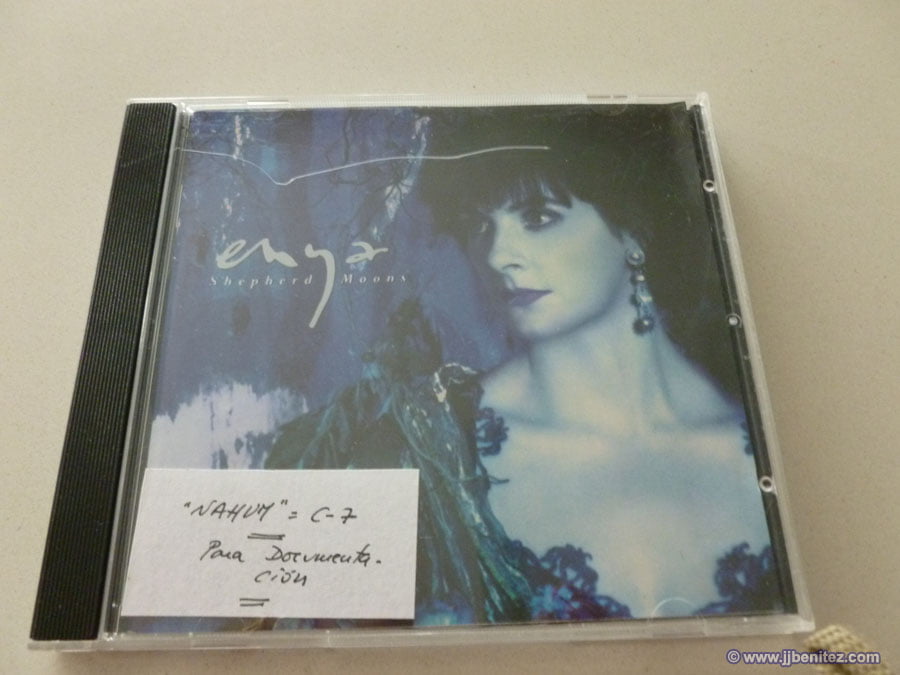 enya
Shepherd Moons
"NAHUM" = C-7
Para Documenta-
ción
© www.jjbenitez.com